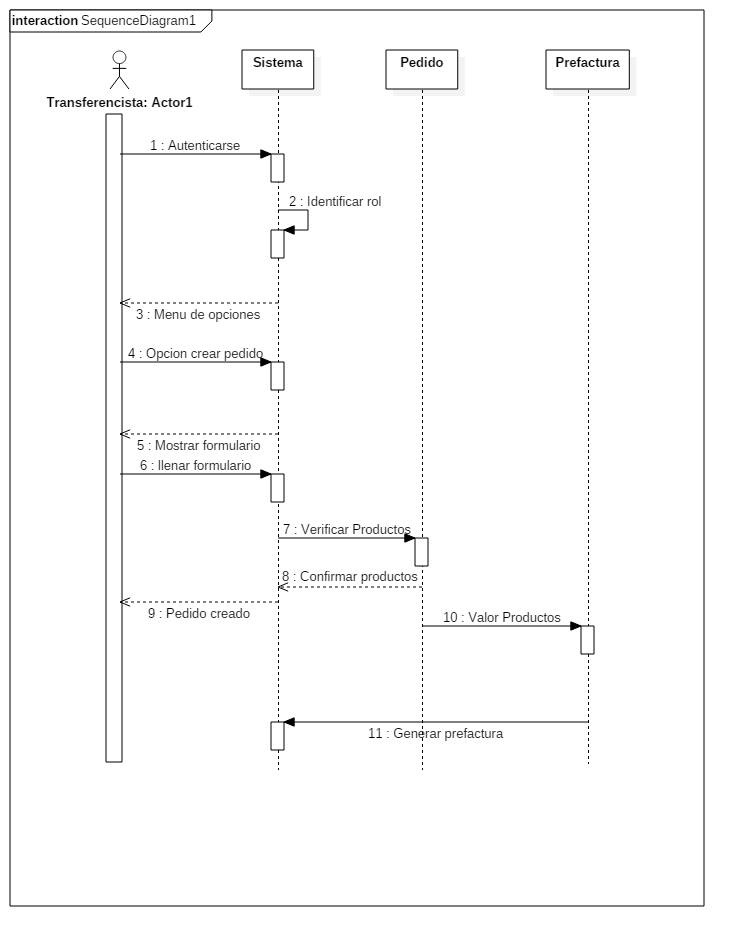 interaction SequenceDiagram1
Sistema
Pedido
Prefactura
Transferencista: Actor1
1 : Autenticarse
2 : Identificar rol
3 : Menu de opciones
4 : Opcion crear pedido
5 : Mostrar formulario
6 : llenar formulario
7 : Verificar Productos
8 : Confirmar productos
9 : Pedido creado
10 : Valor Productos
11 : Generar prefactura